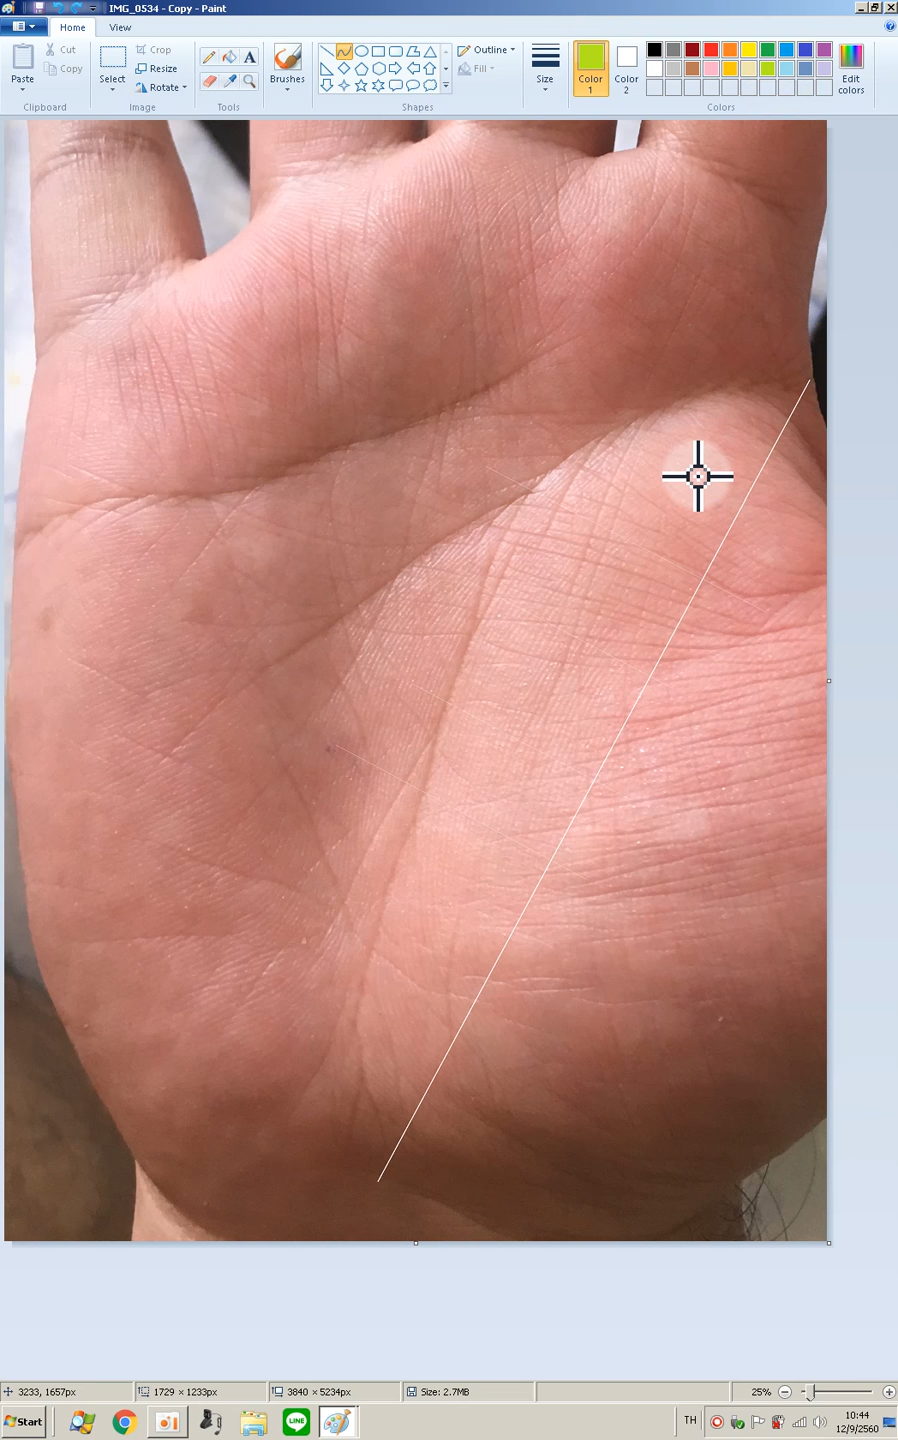 IMG_0534 - Copy - Paint
Home
View
Paste
Cut
Copy
Clipboard
Select
Crop
Resize
Rotate
Image
A
Tools
Brushes
Outline
Fill
Shapes
Size
Color
1
Color
2
Edit
colors
Colors
3233, 1657px
1729 × 1233px
3840 × 5234px
Size: 2.7MB
25%
Start
LINE
TH
10:44
12/9/2560